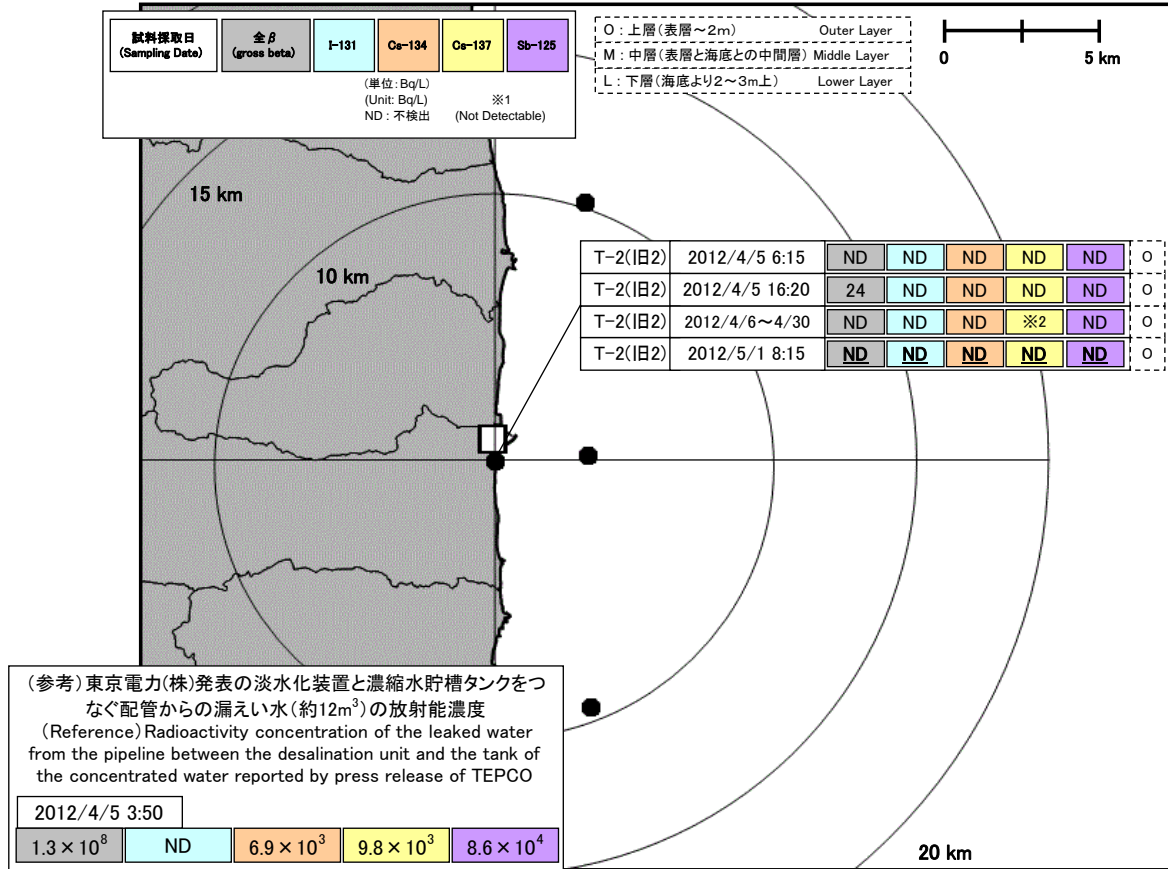 試料採取日
(Sampling Date)
全β
(gross beta)
I-131
Cs-134
Cs-137
Sb-125
(単位:Bq/L)
(Unit: Bq/L)
ND:不検出
※1
(Not Detectable)
O:上層(表層~2m) Outer Layer
M:中層(表層と海底との中間層) Middle Layer
L:下層(海底より2~3m上) Lower Layer
0 5 km
15 km
10 km
T-2(旧2) 2012/4/5 6:15 ND ND ND ND ND O
T-2(旧2) 2012/4/5 16:20 24 ND ND ND ND O
T-2(旧2) 2012/4/6~4/30 ND ND ND ※2 ND O
T-2(旧2) 2012/5/1 8:15 ND ND ND ND ND O
(参考)東京電力(株)発表の淡水化装置と濃縮水貯槽タンクをつ
なぐ配管からの漏えい水(約12m³)の放射能濃度
(Reference)Radioactivity concentration of the leaked water
from the pipeline between the desalination unit and the tank of
the concentrated water reported by press release of TEPCO
2012/4/5 3:50
1.3×10⁸ ND 6.9×10³ 9.8×10³ 8.6×10⁴
20 km